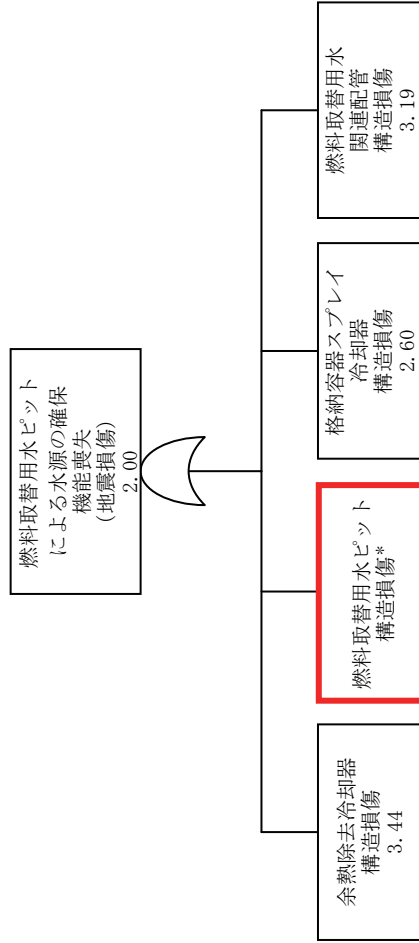 燃料取替用水ピット
による水源の確保
機能喪失
(地震損傷)
2.00
余熱除去冷却器
構造損傷
3.44
燃料取替用水ピット
構造損傷*
格納容器スプレイ
冷却器
構造損傷
2.60
燃料取替用水
関連配管
構造損傷
3.19